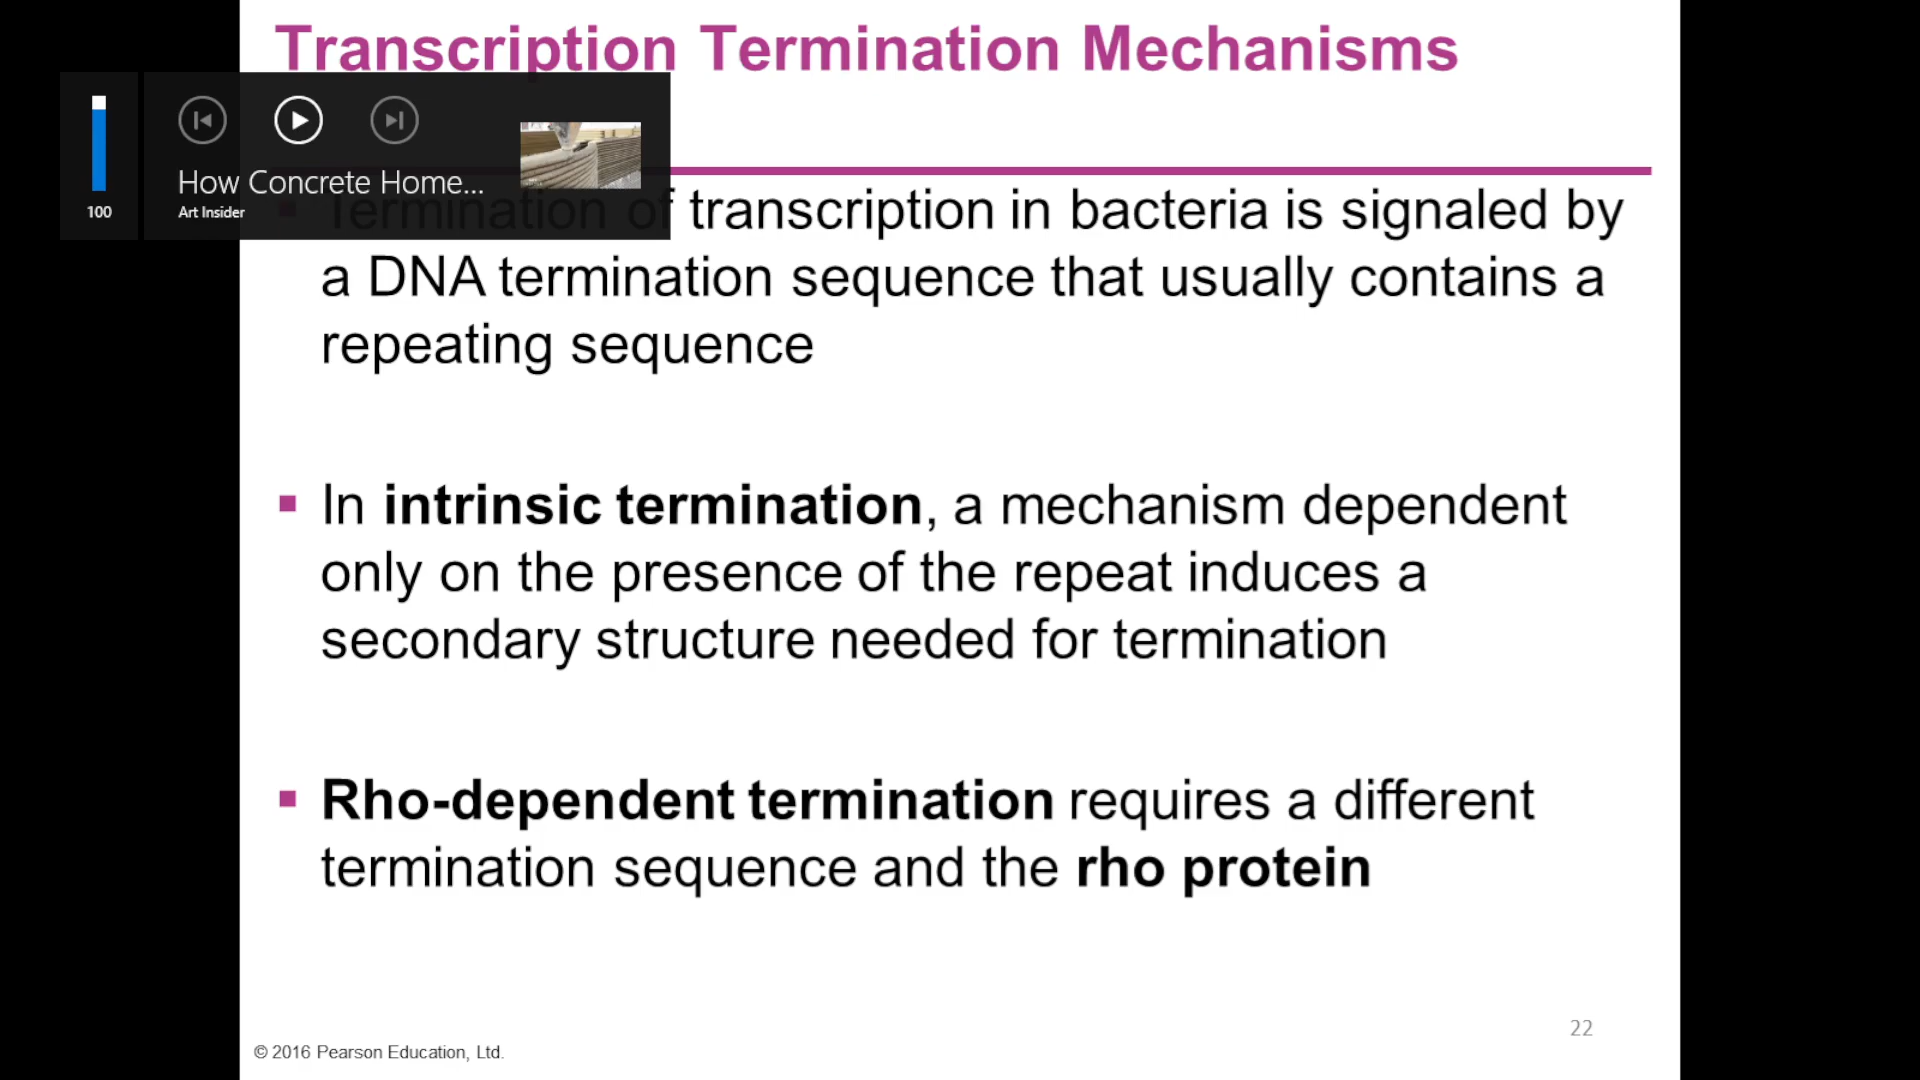 Transcription Termination Mechanisms
100
How Concrete Home...
Art Insider
Termination of transcription in bacteria is signaled by
a DNA termination sequence that usually contains a
repeating sequence
In intrinsic termination, a mechanism dependent
only on the presence of the repeat induces a
secondary structure needed for termination
Rho-dependent termination requires a different
termination sequence and the rho protein
22
© 2016 Pearson Education, Ltd.